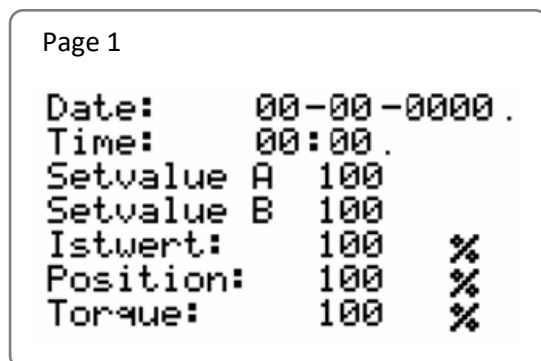 Page 1
Date: 00-00-0000.
Time: 00:00.
Setvalue A 100
Setvalue B 100
Istwert: 100 %
Position: 100 %
Torque: 100 %